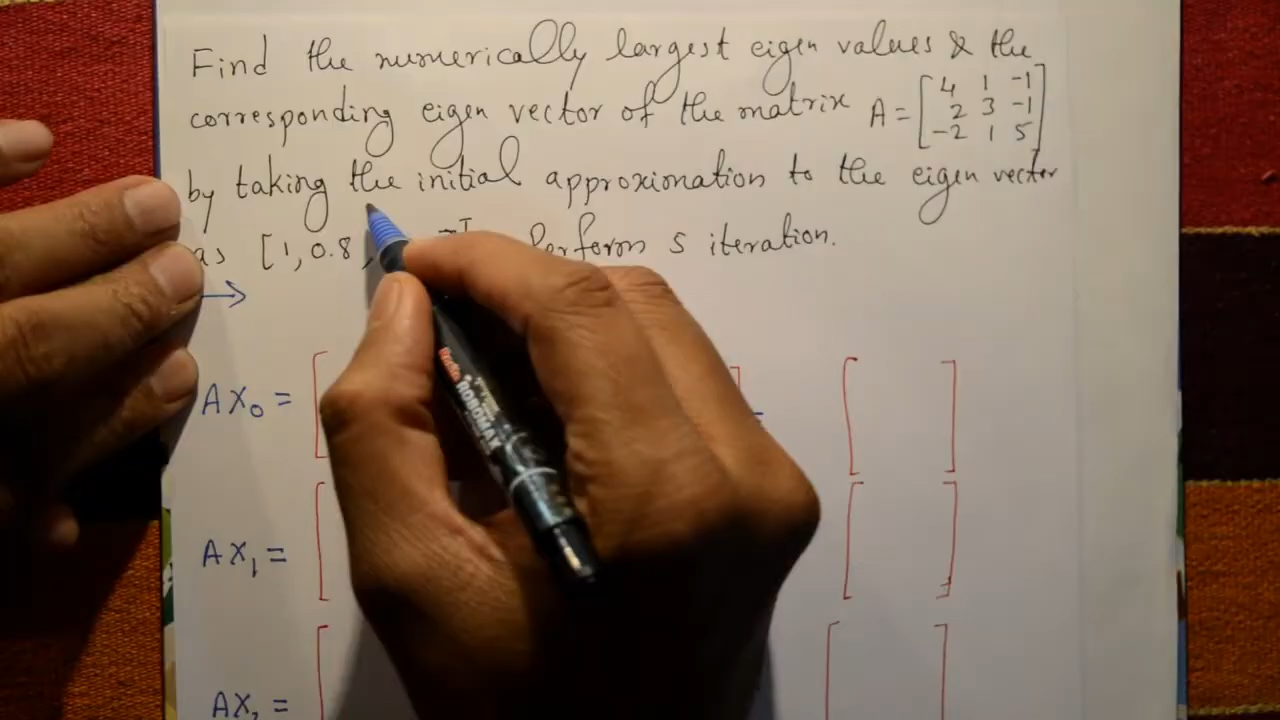 Find the numerically largest eigen values & the
corresponding eigen vector of the matrix A = [4 1 -1
2 3 -1
-2 1 5]
by taking the initial approximation to the eigen vector
as [1, 0.8, ]ᵀ. Perform 5 iteration.
→
AX₀ = [ ] [ ]
AX₁ = [ ] [ ]
AX₂ = [ ] [ ]
ROBOMAX